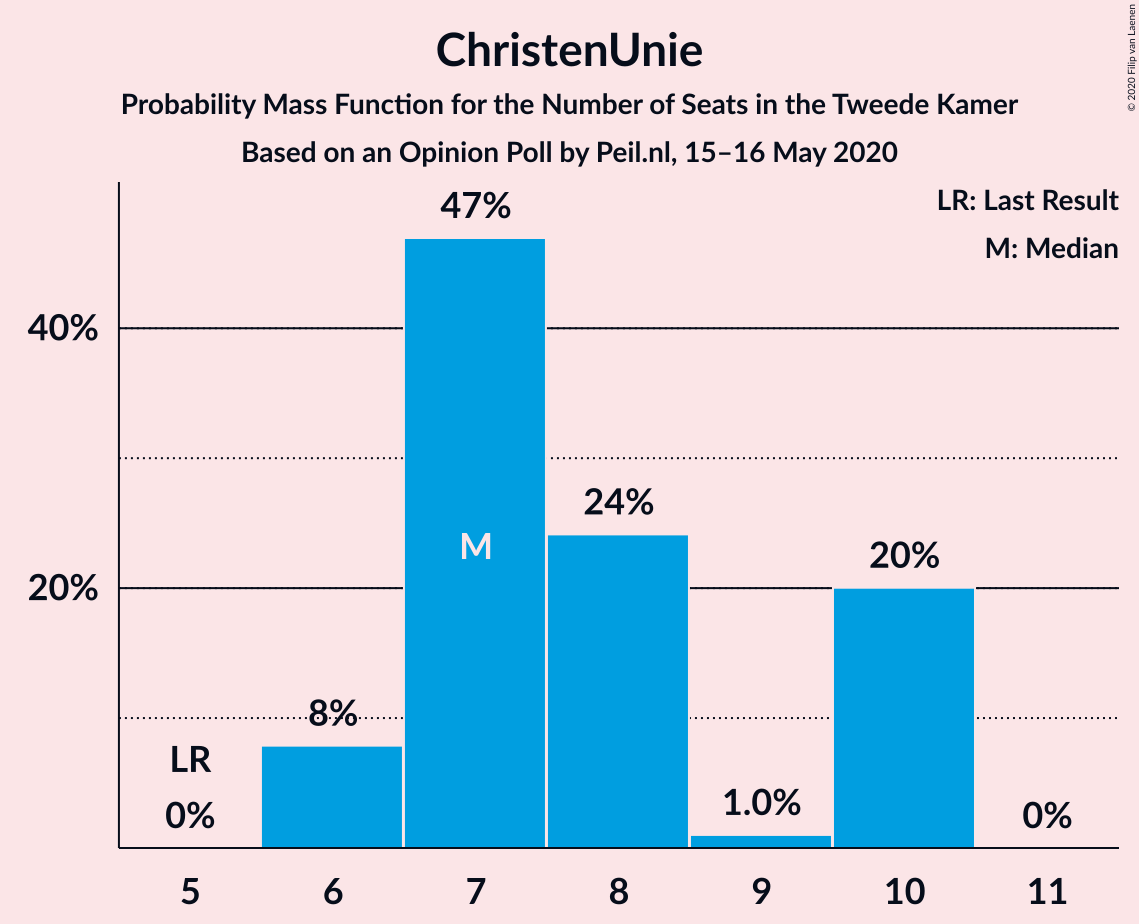 ChristenUnie
Probability Mass Function for the Number of Seats in the Tweede Kamer
Based on an Opinion Poll by Peil.nl, 15–16 May 2020
© 2020 Filip van Laenen
LR: Last Result
M: Median
47%
40%
24%
M
20%
20%
8%
LR
0%
1.0%
0%
5 6 7 8 9 10 11